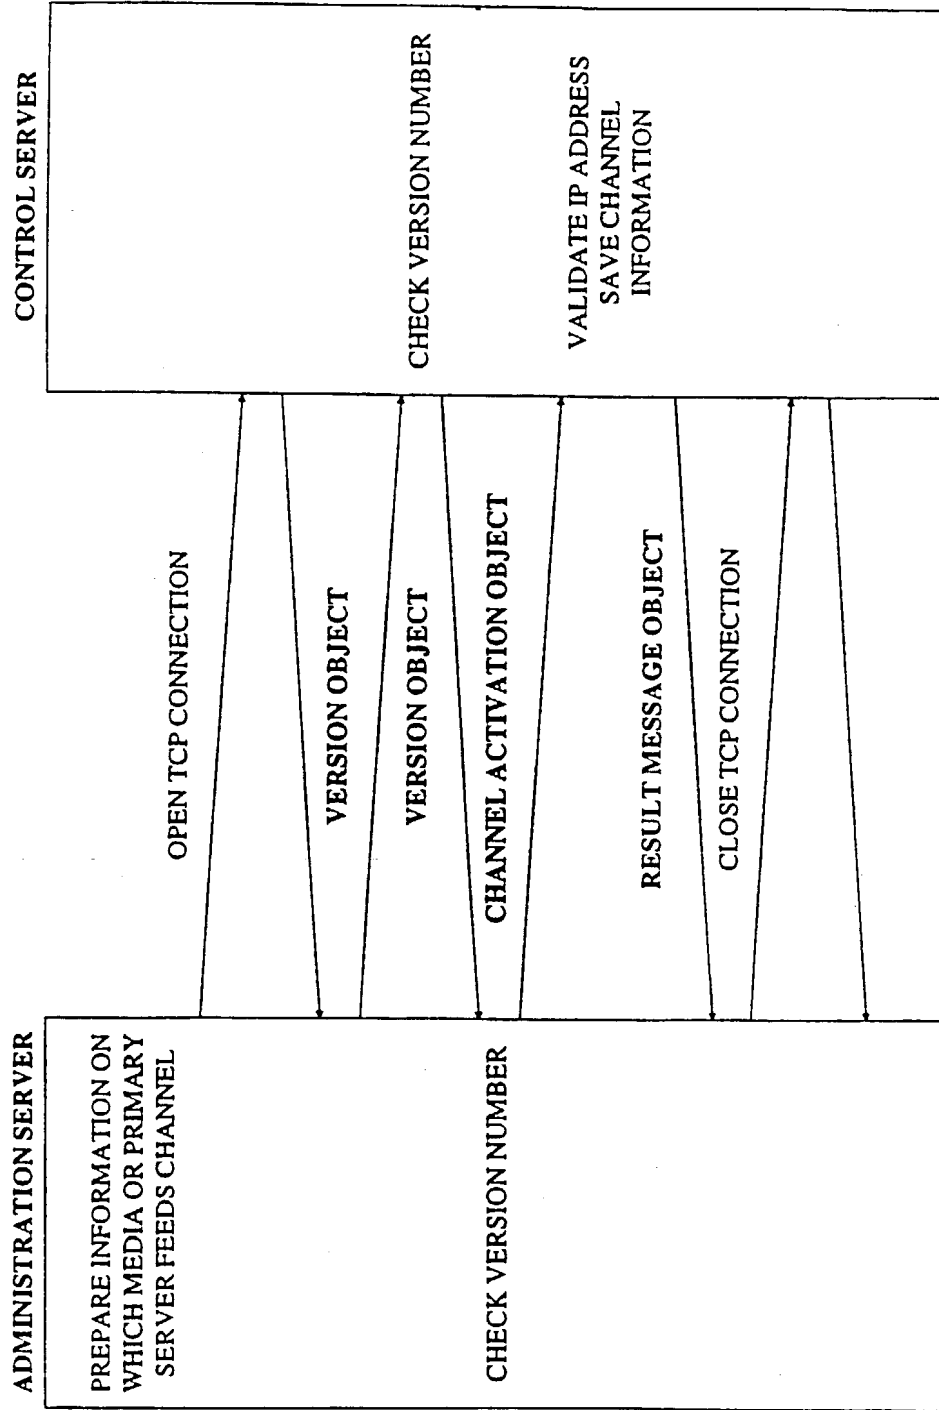 ADMINISTRATION SERVER
CONTROL SERVER
PREPARE INFORMATION ON
WHICH MEDIA OR PRIMARY
SERVER FEEDS CHANNEL
OPEN TCP CONNECTION
VERSION OBJECT
VERSION OBJECT
CHECK VERSION NUMBER
CHECK VERSION NUMBER
CHANNEL ACTIVATION OBJECT
VALIDATE IP ADDRESS
SAVE CHANNEL
INFORMATION
RESULT MESSAGE OBJECT
CLOSE TCP CONNECTION